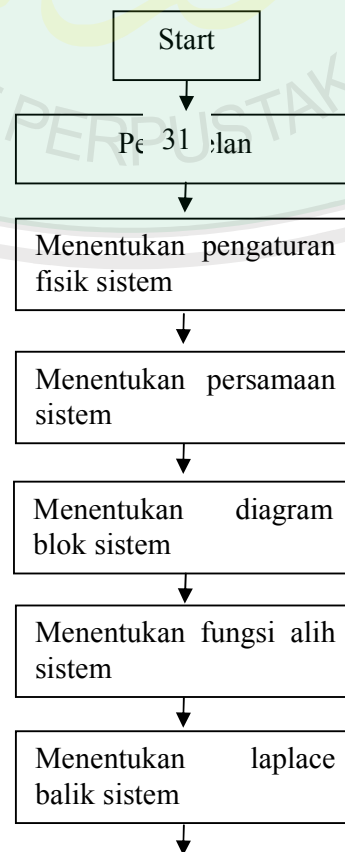 Start
31
Menentukan pengaturan
fisik sistem
Menentukan persamaan
sistem
Menentukan diagram
blok sistem
Menentukan fungsi alih
sistem
Menentukan laplace
balik sistem